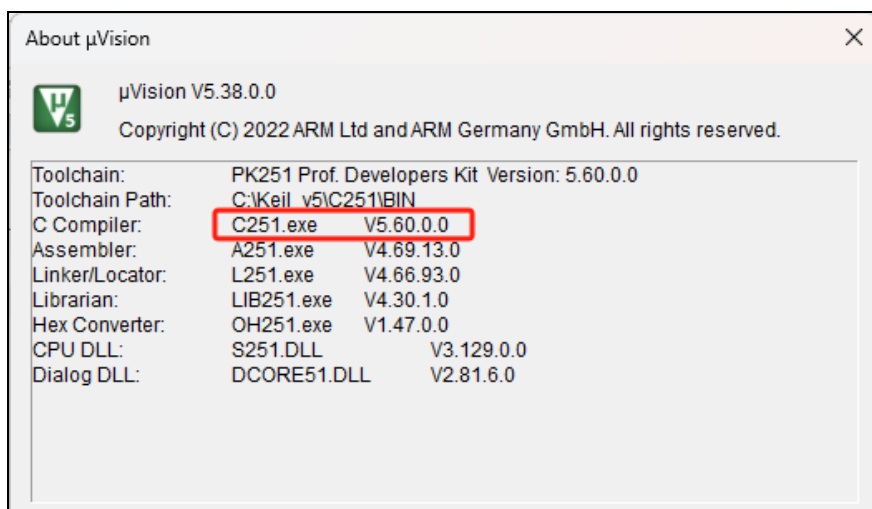 About µVision
µVision V5.38.0.0
Copyright (C) 2022 ARM Ltd and ARM Germany GmbH. All rights reserved.
Toolchain: PK251 Prof. Developers Kit Version: 5.60.0.0
Toolchain Path: C:\Keil_v5\C251\BIN
C Compiler: C251.exe V5.60.0.0
Assembler: A251.exe V4.69.13.0
Linker/Locator: L251.exe V4.66.93.0
Librarian: LIB251.exe V4.30.1.0
Hex Converter: OH251.exe V1.47.0.0
CPU DLL: S251.DLL V3.129.0.0
Dialog DLL: DCORE51.DLL V2.81.6.0